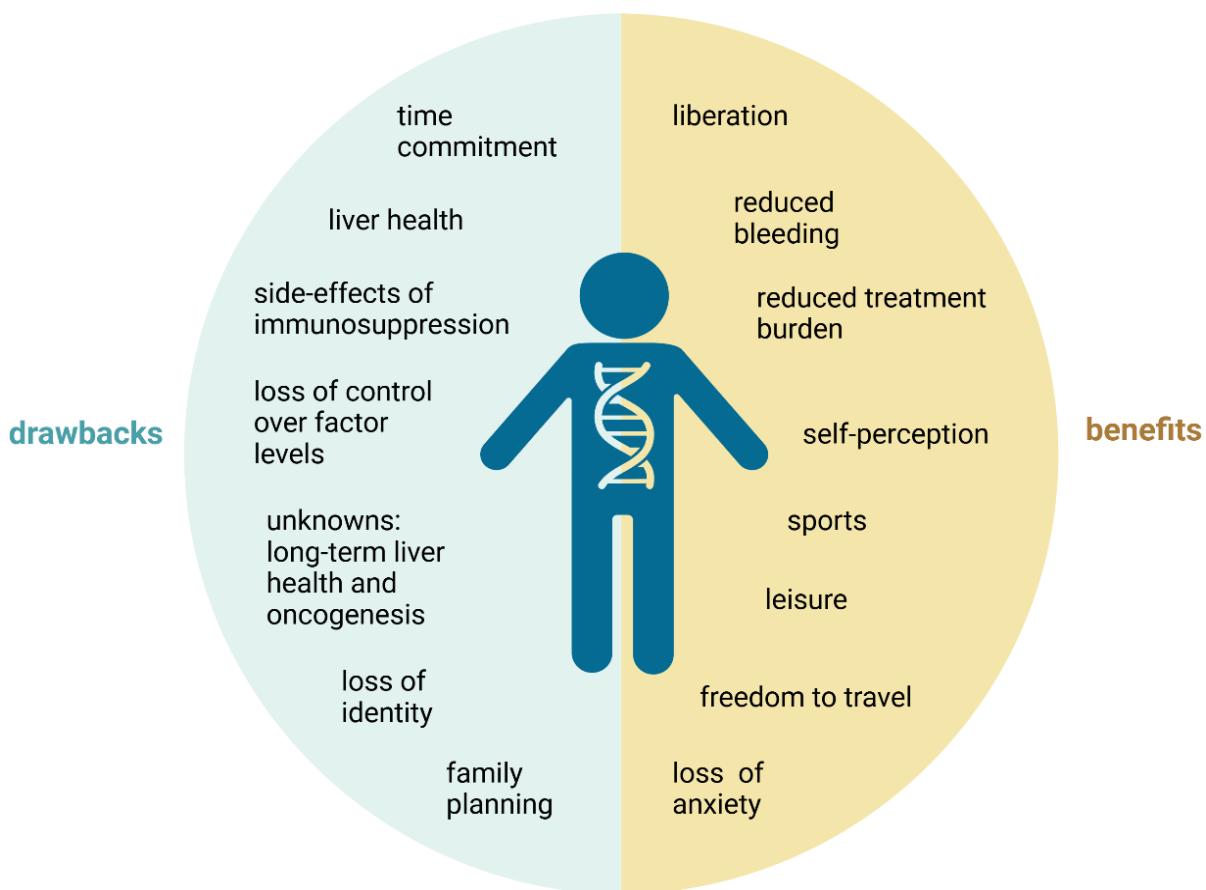 drawbacks
time
commitment
liver health
side-effects of
immunosuppression
loss of control
over factor
levels
unknowns:
long-term liver
health and
oncogenesis
loss of
identity
family
planning
benefits
liberation
reduced
bleeding
reduced treatment
burden
self-perception
sports
leisure
freedom to travel
loss of
anxiety